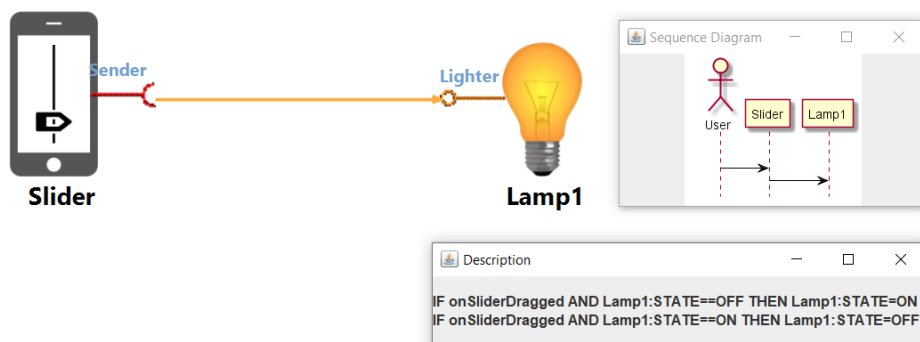 Sender
Lighter
Slider
Lamp1
Sequence Diagram
User
Slider
Lamp1
Description
IF onSliderDragged AND Lamp1:STATE==OFF THEN Lamp1:STATE=ON
IF onSliderDragged AND Lamp1:STATE==ON THEN Lamp1:STATE=OFF